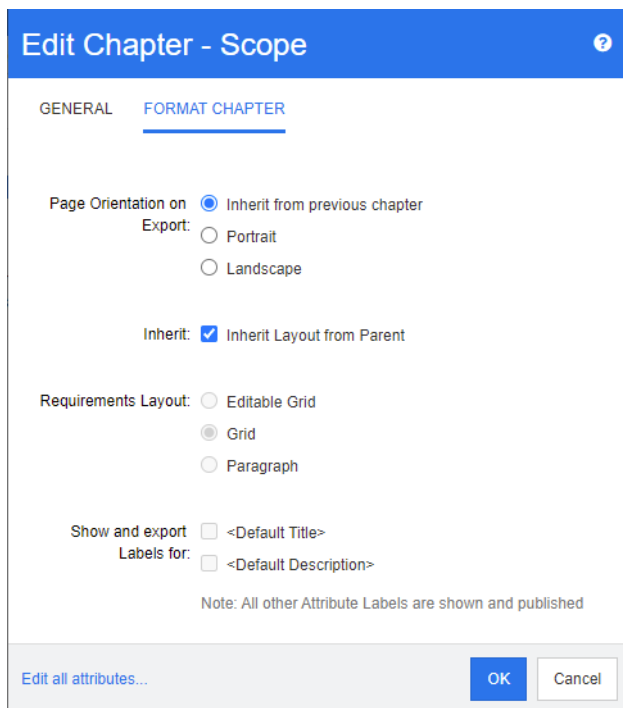 Edit Chapter - Scope
?
GENERAL FORMAT CHAPTER
Page Orientation on
Export:
Inherit from previous chapter
Portrait
Landscape
Inherit: Inherit Layout from Parent
Requirements Layout: Editable Grid
Grid
Paragraph
Show and export
Labels for:
<Default Title>
<Default Description>
Note: All other Attribute Labels are shown and published
Edit all attributes... OK Cancel